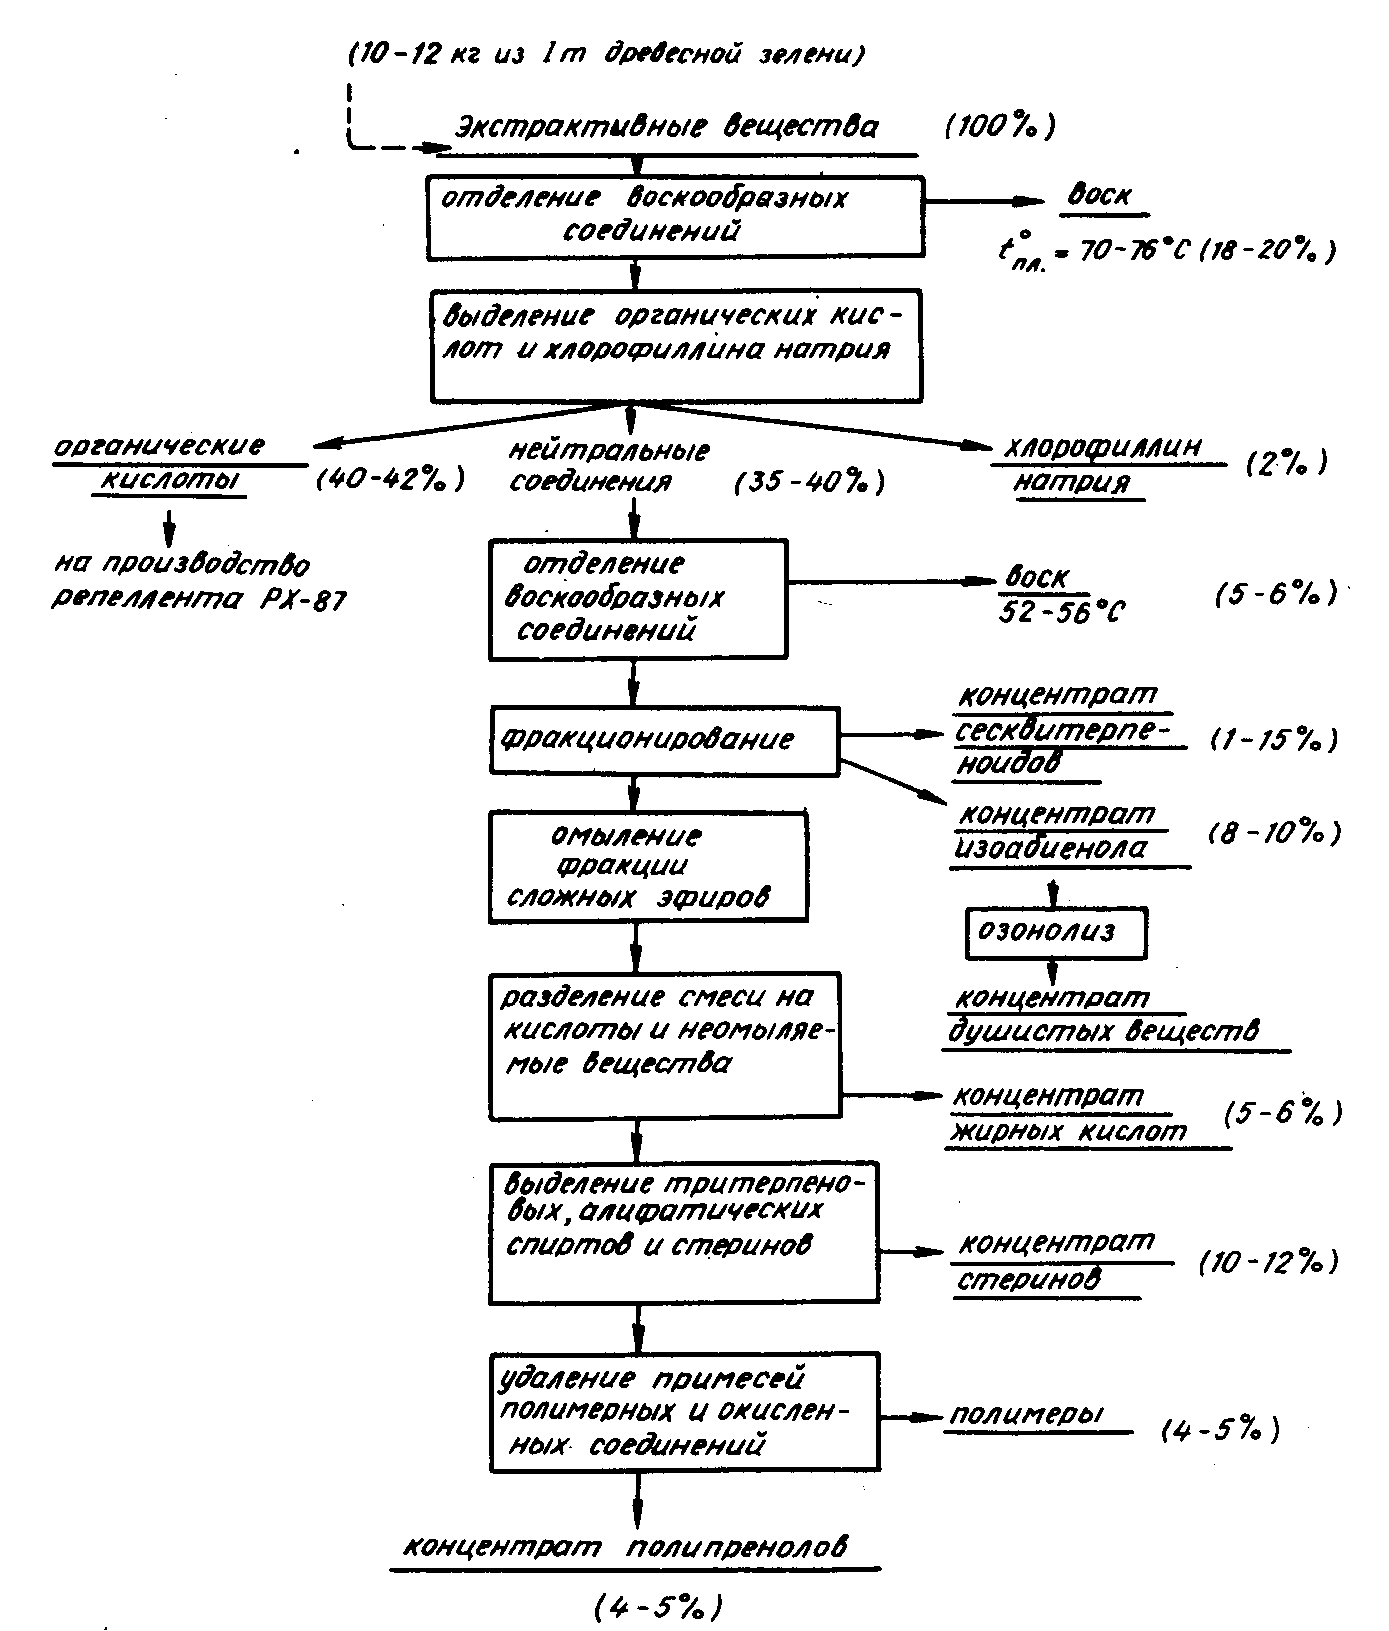 (10-12 кг из 1т древесной зелени)
экстрактивные вещества (100%)
отделение воскообразных
соединений
воск
t°пл. = 70-76°С (18-20%)
выделение органических кис-
лот и хлорофиллина натрия
органические
кислоты (40-42%)
нейтральные
соединения (35-40%)
хлорофиллин
натрия (2%)
на производство
репеллента РХ-87
отделение
воскообразных
соединений
воск
52-56°С
(5-6%)
фракционирование
концентрат
сесквитерпе-
ноидов
(1-15%)
концентрат
изоабиенола
(8-10%)
омыление
фракции
сложных эфиров
озонолиз
концентрат
душистых веществ
разделение смеси на
кислоты и неомыляе-
мые вещества
концентрат
жирных кислот
(5-6%)
выделение тритерпено-
вых, алифатических
спиртов и стеринов
концентрат
стеринов
(10-12%)
удаление примесей
полимерных и окислен-
ных соединений
полимеры
(4-5%)
концентрат полипренолов
(4-5%)